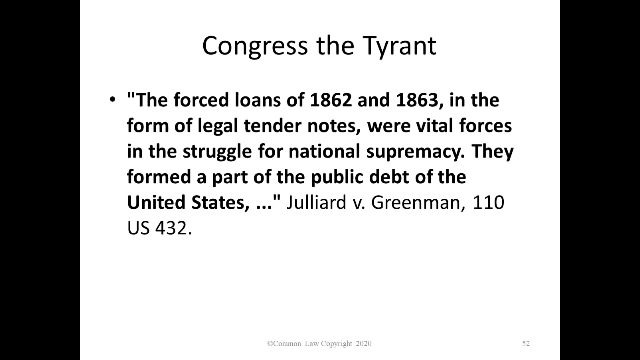 Congress the Tyrant
• "The forced loans of 1862 and 1863, in the
form of legal tender notes, were vital forces
in the struggle for national supremacy. They
formed a part of the public debt of the
United States, ..." Julliard v. Greenman, 110
US 432.
©Common Law Copyright 2020
52